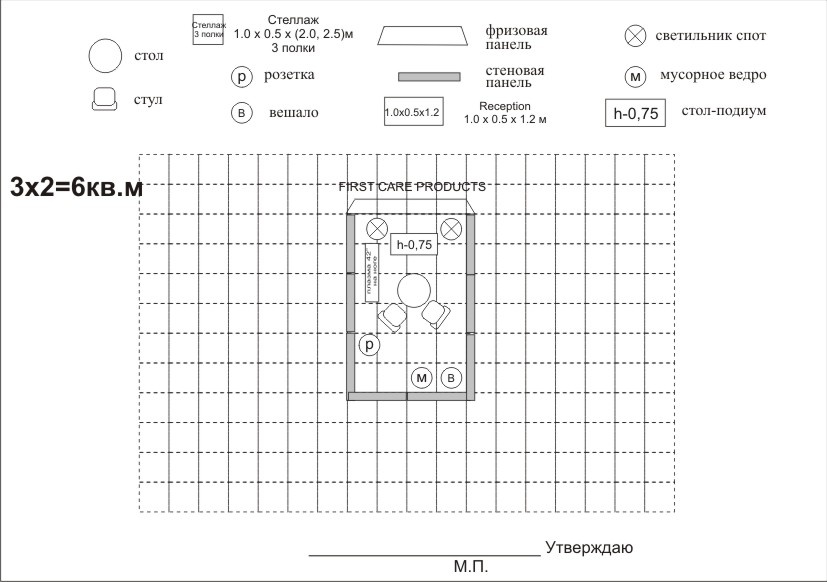 Стеллаж
3 полки
Стеллаж
1.0 x 0.5 x (2.0, 2.5)м
3 полки
фризовая
панель
светильник спот
стол
р
розетка
стеновая
панель
м
мусорное ведро
стул
в
вешало
1.0x0.5x1.2
Reception
1.0 x 0.5 x 1.2 м
h-0,75
стол-подиум
3x2=6кв.м
FIRST CARE PRODUCTS
h-0,75
плазма 42"
на ноге
р
м
в
Утверждаю
М.П.